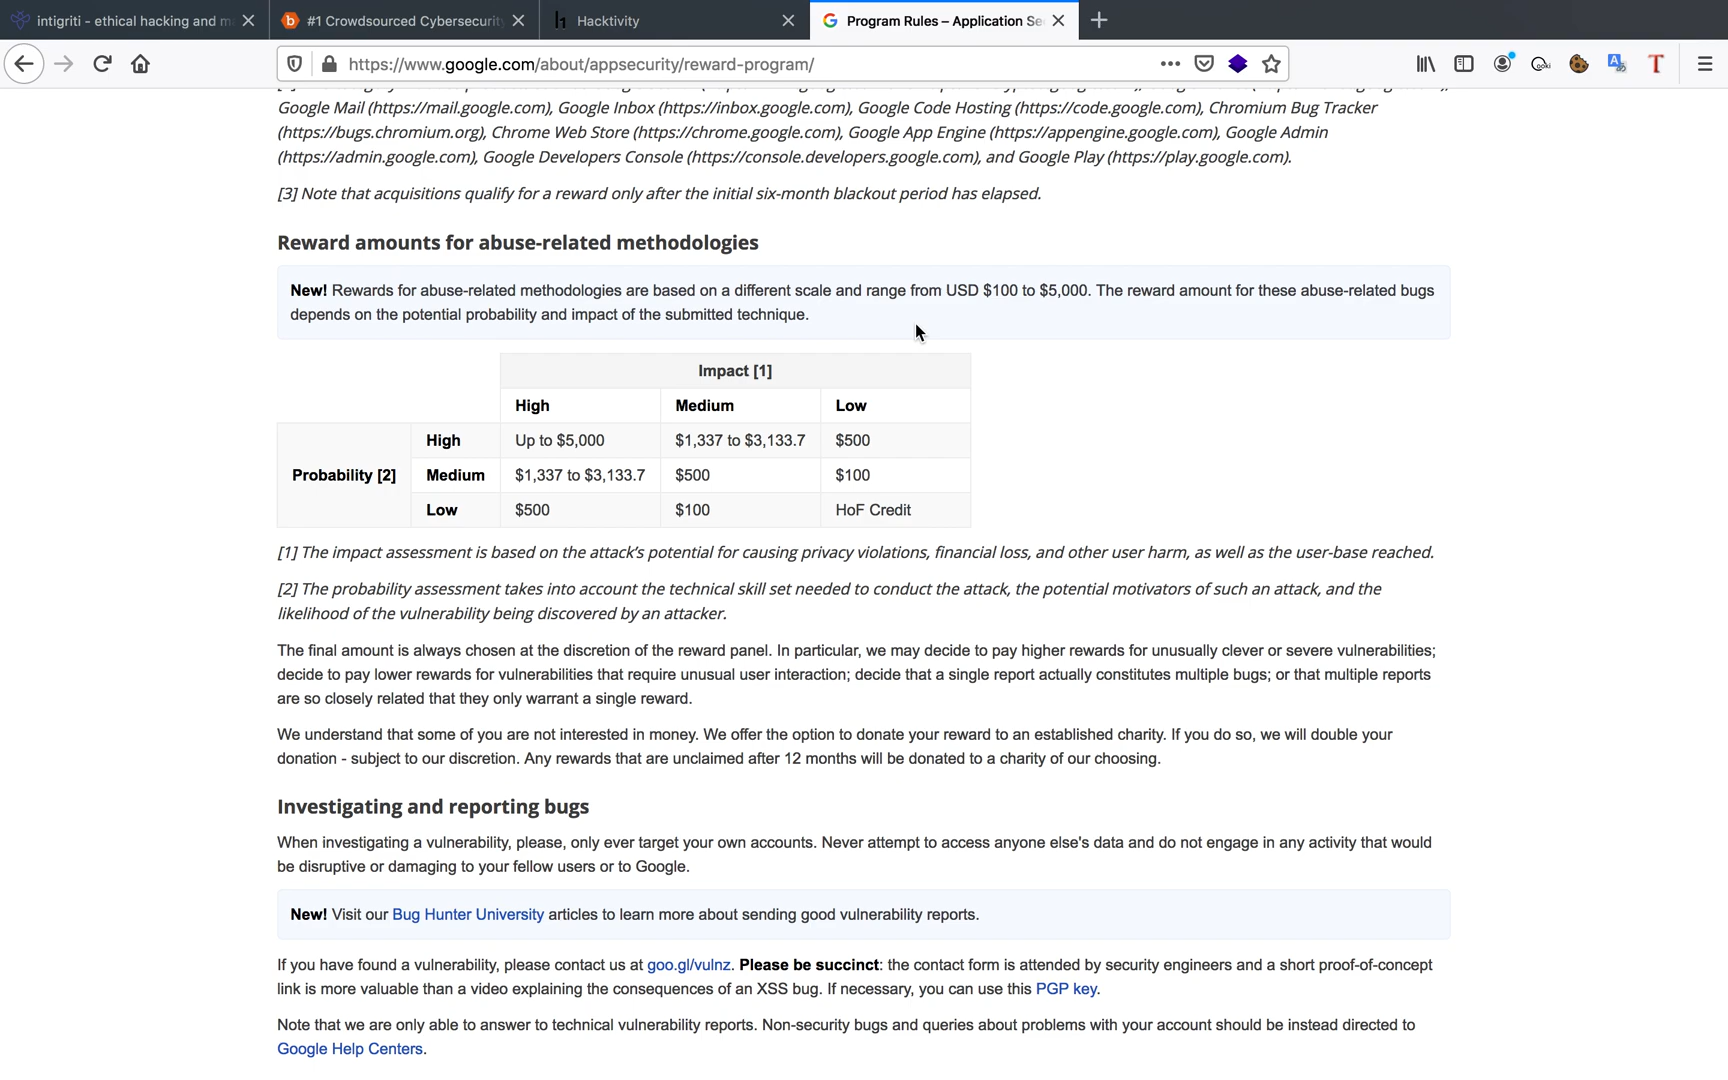 intigriti - ethical hacking and m
#1 Crowdsourced Cybersecurity
Hacktivity
Program Rules – Application Se
https://www.google.com/about/appsecurity/reward-program/
Google Mail (https://mail.google.com), Google Inbox (https://inbox.google.com), Google Code Hosting (https://code.google.com), Chromium Bug Tracker
(https://bugs.chromium.org), Chrome Web Store (https://chrome.google.com), Google App Engine (https://appengine.google.com), Google Admin
(https://admin.google.com), Google Developers Console (https://console.developers.google.com), and Google Play (https://play.google.com).
[3] Note that acquisitions qualify for a reward only after the initial six-month blackout period has elapsed.
Reward amounts for abuse-related methodologies
New! Rewards for abuse-related methodologies are based on a different scale and range from USD $100 to $5,000. The reward amount for these abuse-related bugs
depends on the potential probability and impact of the submitted technique.
Impact [1]
High Medium Low
High Up to $5,000 $1,337 to $3,133.7 $500
Probability [2] Medium $1,337 to $3,133.7 $500 $100
Low $500 $100 HoF Credit
[1] The impact assessment is based on the attack's potential for causing privacy violations, financial loss, and other user harm, as well as the user-base reached.
[2] The probability assessment takes into account the technical skill set needed to conduct the attack, the potential motivators of such an attack, and the
likelihood of the vulnerability being discovered by an attacker.
The final amount is always chosen at the discretion of the reward panel. In particular, we may decide to pay higher rewards for unusually clever or severe vulnerabilities;
decide to pay lower rewards for vulnerabilities that require unusual user interaction; decide that a single report actually constitutes multiple bugs; or that multiple reports
are so closely related that they only warrant a single reward.
We understand that some of you are not interested in money. We offer the option to donate your reward to an established charity. If you do so, we will double your
donation - subject to our discretion. Any rewards that are unclaimed after 12 months will be donated to a charity of our choosing.
Investigating and reporting bugs
When investigating a vulnerability, please, only ever target your own accounts. Never attempt to access anyone else's data and do not engage in any activity that would
be disruptive or damaging to your fellow users or to Google.
New! Visit our Bug Hunter University articles to learn more about sending good vulnerability reports.
If you have found a vulnerability, please contact us at goo.gl/vulnz. Please be succinct: the contact form is attended by security engineers and a short proof-of-concept
link is more valuable than a video explaining the consequences of an XSS bug. If necessary, you can use this PGP key.
Note that we are only able to answer to technical vulnerability reports. Non-security bugs and queries about problems with your account should be instead directed to
Google Help Centers.